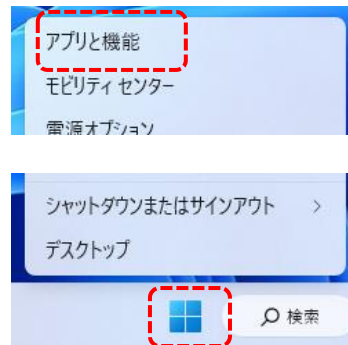 アプリと機能
モビリティ センター
電源オプション
シャットダウンまたはサインアウト
デスクトップ
検索